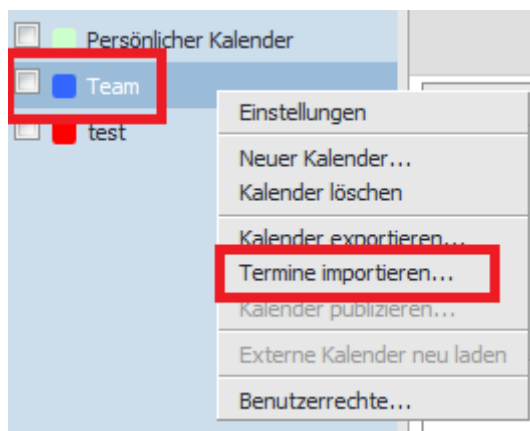 Persönlicher Kalender
Team
test
Einstellungen
Neuer Kalender...
Kalender löschen
Kalender exportieren...
Termine importieren...
Kalender publizieren...
Externe Kalender neu laden
Benutzerrechte...